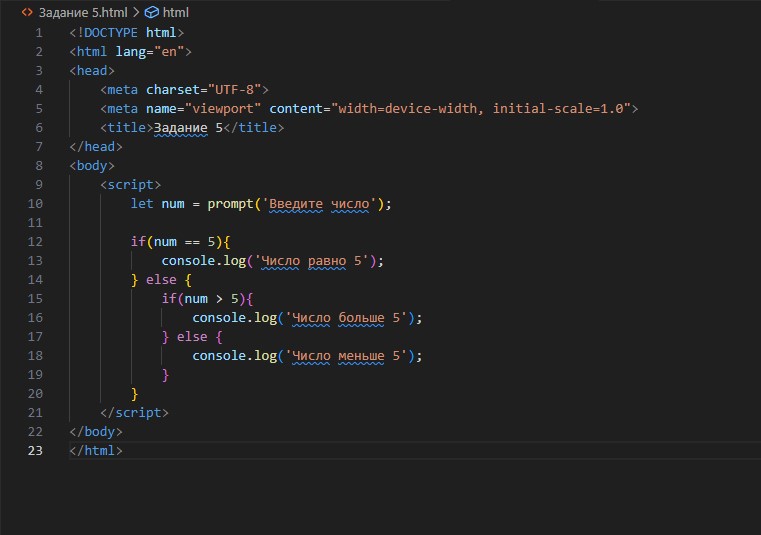 Задание 5.html > html
1 <!DOCTYPE html>
2 <html lang="en">
3 <head>
4 <meta charset="UTF-8">
5 <meta name="viewport" content="width=device-width, initial-scale=1.0">
6 <title>Задание 5</title>
7 </head>
8 <body>
9 <script>
10 let num = prompt('Введите число');
11
12 if(num == 5){
13 console.log('Число равно 5');
14 } else {
15 if(num > 5){
16 console.log('Число больше 5');
17 } else {
18 console.log('Число меньше 5');
19 }
20 }
21 </script>
22 </body>
23 </html>